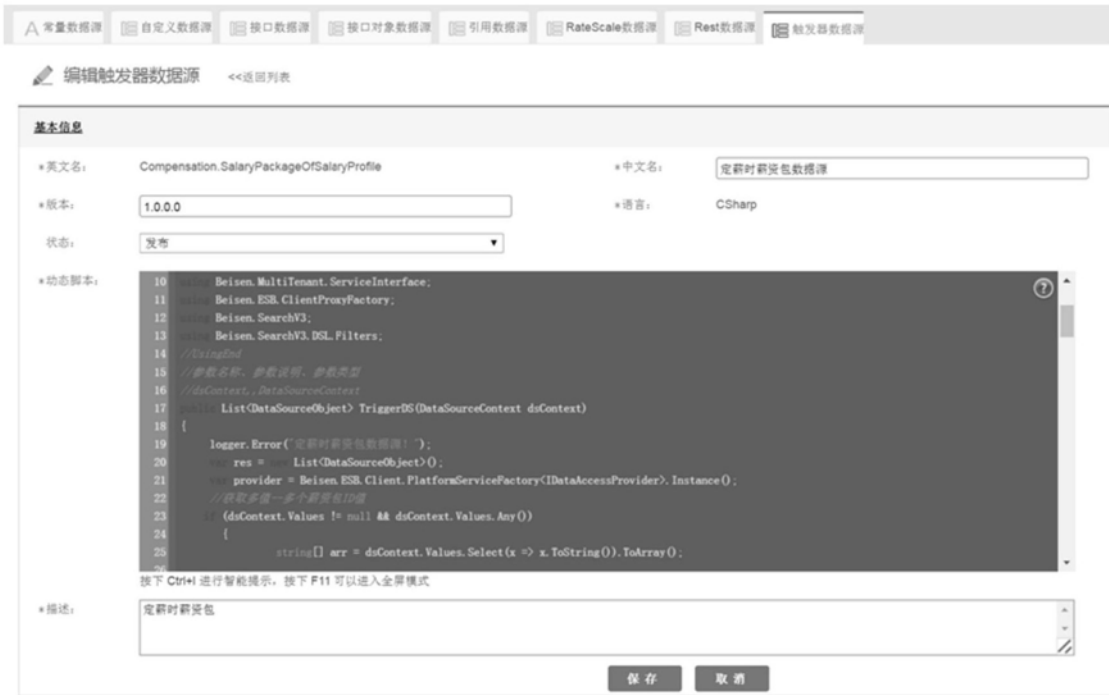 常量数据源 自定义数据源 接口数据源 接口对象数据源 引用数据源 RateScale数据源 Rest数据源 触发器数据源
编辑触发器数据源 <<返回列表
基本信息
*英文名: Compensation.SalaryPackageOfSalaryProfile *中文名: 定薪时薪资包数据源
*版本: 1.0.0.0 *语言: CSharp
状态: 发布
*动态脚本:
10 using Beisen.MultiTenant.ServiceInterface;
11 using Beisen.ESB.ClientProxyFactory;
12 using Beisen.SearchV3;
13 using Beisen.SearchV3.DSL.Filters;
14 //UsingEnd
15 //参数名称、参数说明、参数类型
16 //dsContext,,DataSourceContext
17 public List<DataSourceObject> TriggerDS(DataSourceContext dsContext)
18 {
19 logger.Error("定薪时薪资包数据源！");
20 var res = new List<DataSourceObject>();
21 var provider = Beisen.ESB.Client.PlatformServiceFactory<IDataAccessProvider>.Instance();
22 //获取多值--多个薪资包ID值
23 if (dsContext.Values != null && dsContext.Values.Any())
24 {
25 string[] arr = dsContext.Values.Select(x => x.ToString()).ToArray();
26
按下 Ctrl+I 进行智能提示，按下 F11 可以进入全屏模式
*描述: 定薪时薪资包
保存 取消